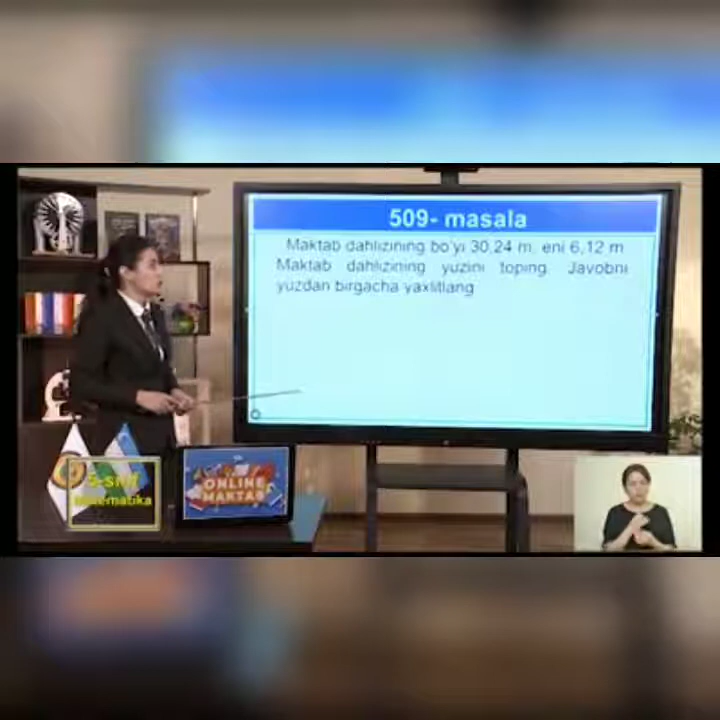 509- masala
Maktab dahlizining bo'yi 30,24 m, eni 6,12 m.
Maktab dahlizining yuzini toping. Javobni
yuzdan birgacha yaxlitlang
5-sinf
matematika
ONLINE
MAKTAB